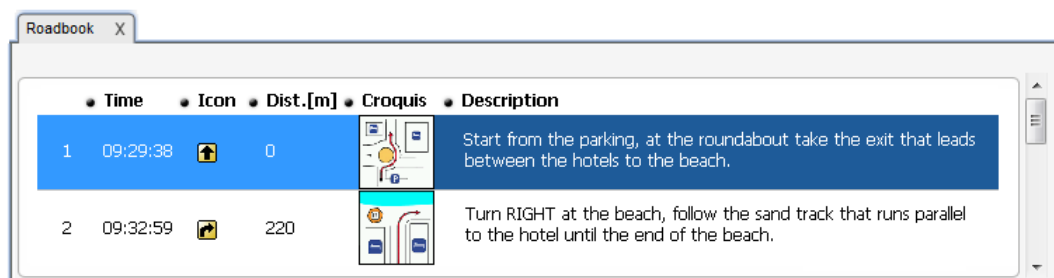 Roadbook X
Time Icon Dist.[m] Croquis Description
1 09:29:38 0 Start from the parking, at the roundabout take the exit that leads
between the hotels to the beach.
P
2 09:32:59 220 Turn RIGHT at the beach, follow the sand track that runs parallel
to the hotel until the end of the beach.